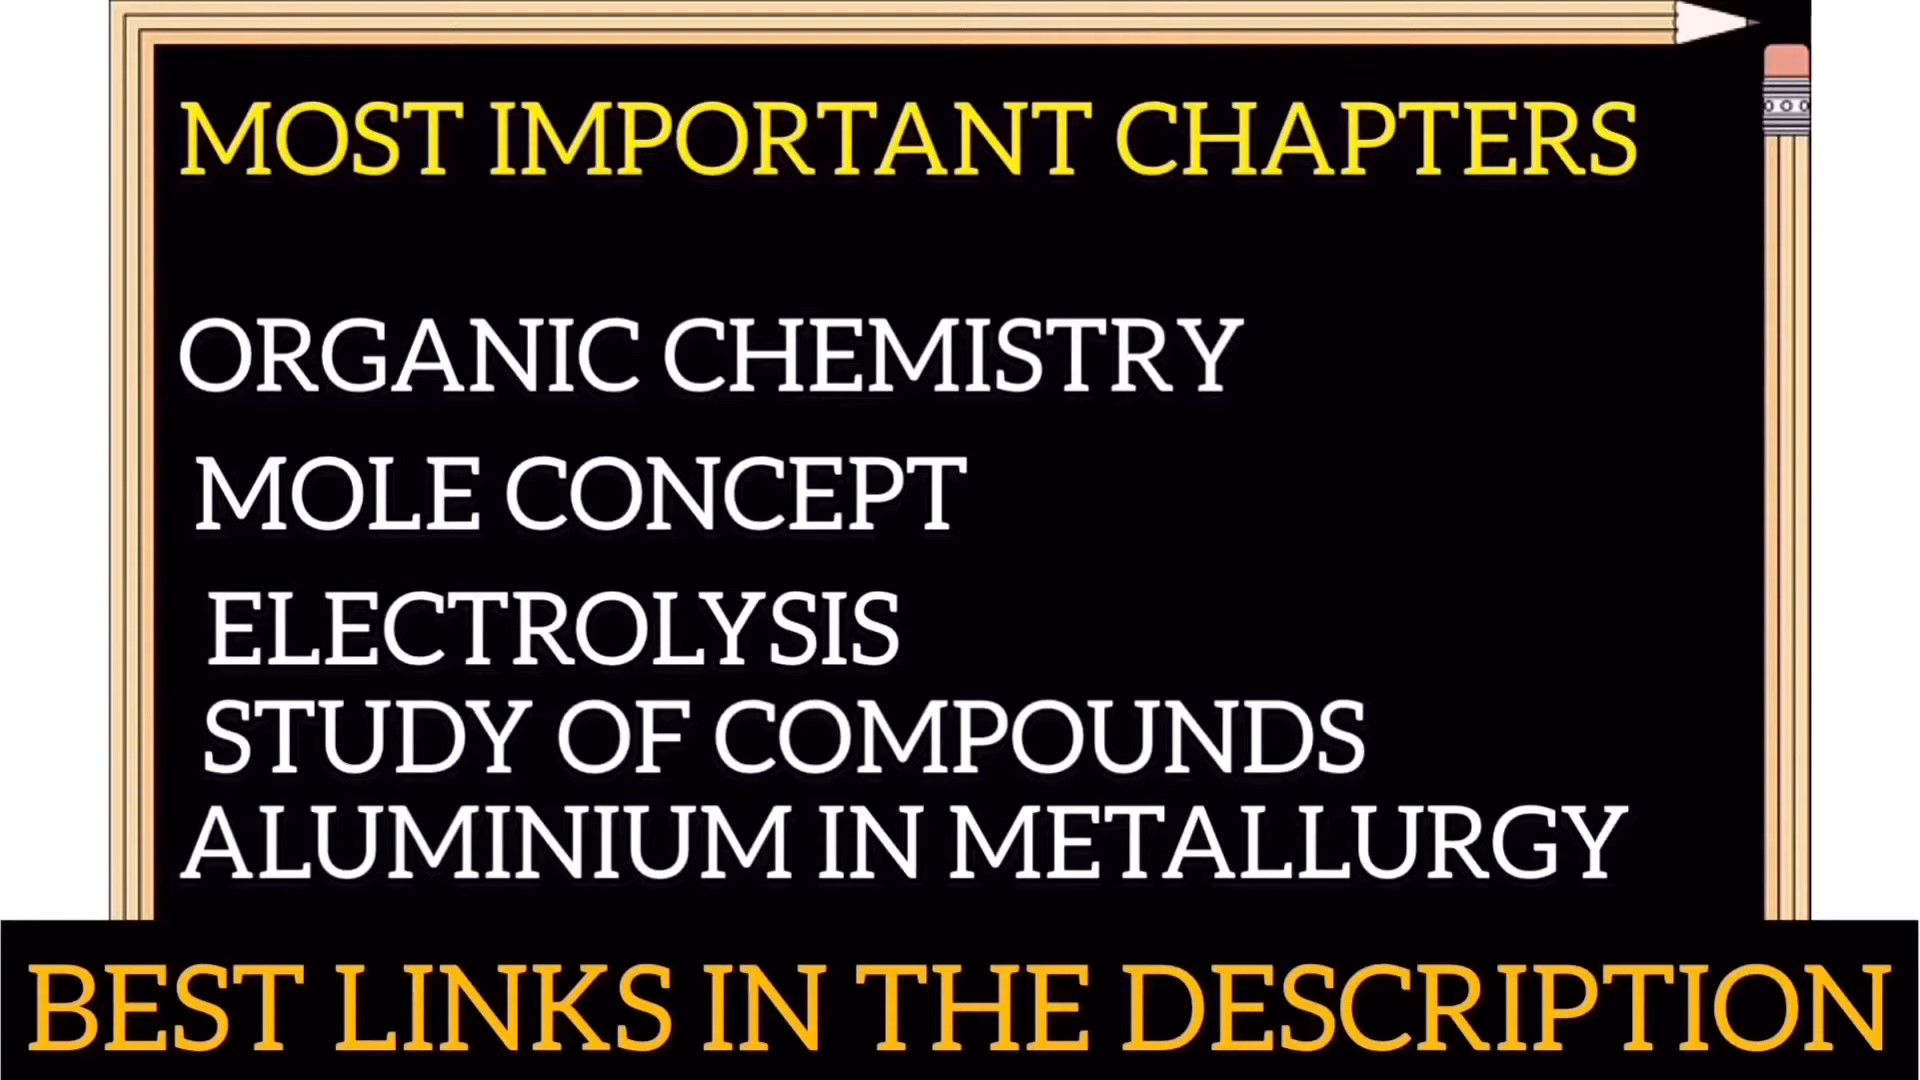 MOST IMPORTANT CHAPTERS
ORGANIC CHEMISTRY
MOLE CONCEPT
ELECTROLYSIS
STUDY OF COMPOUNDS
ALUMINIUM IN METALLURGY
BEST LINKS IN THE DESCRIPTION